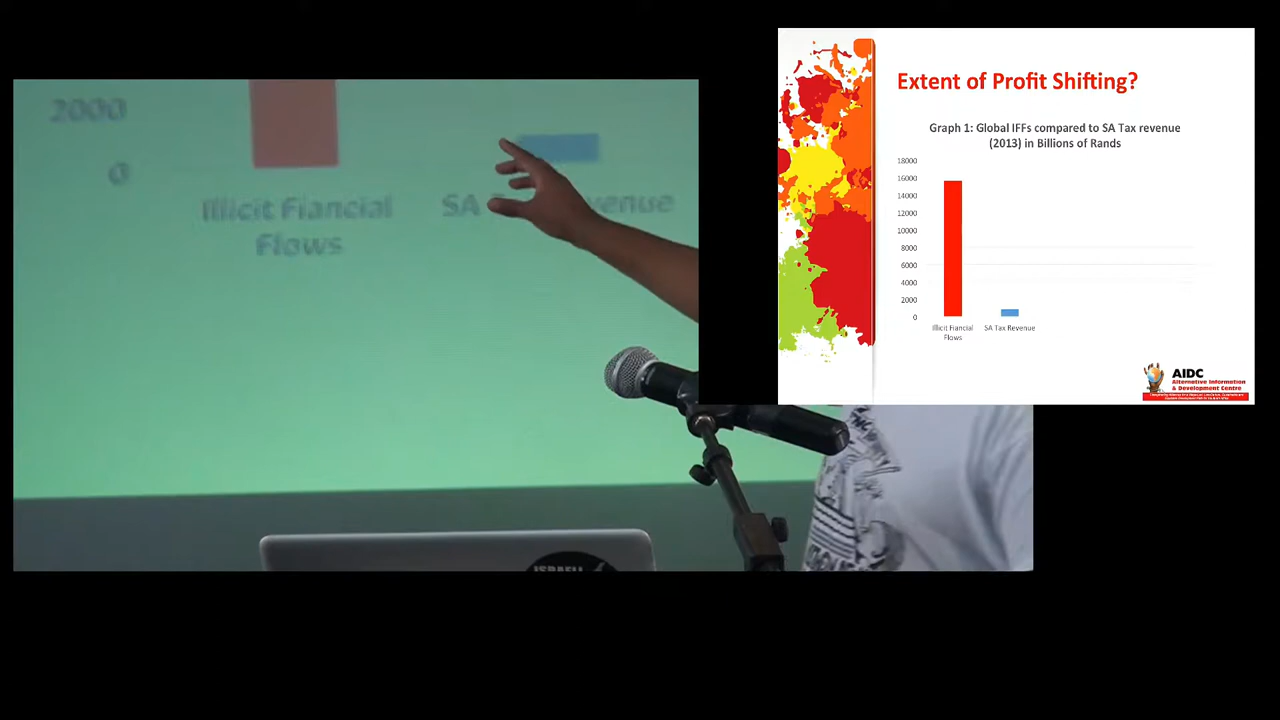 2000
0
Illicit Fiancial
Flows
SA
venue
ISRAELI
Extent of Profit Shifting?
Graph 1: Global IFFs compared to SA Tax revenue
(2013) in Billions of Rands
18000
16000
14000
12000
10000
8000
6000
4000
2000
0
Illicit Fiancial
Flows
SA Tax Revenue
AIDC
Alternative Information
& Development Centre